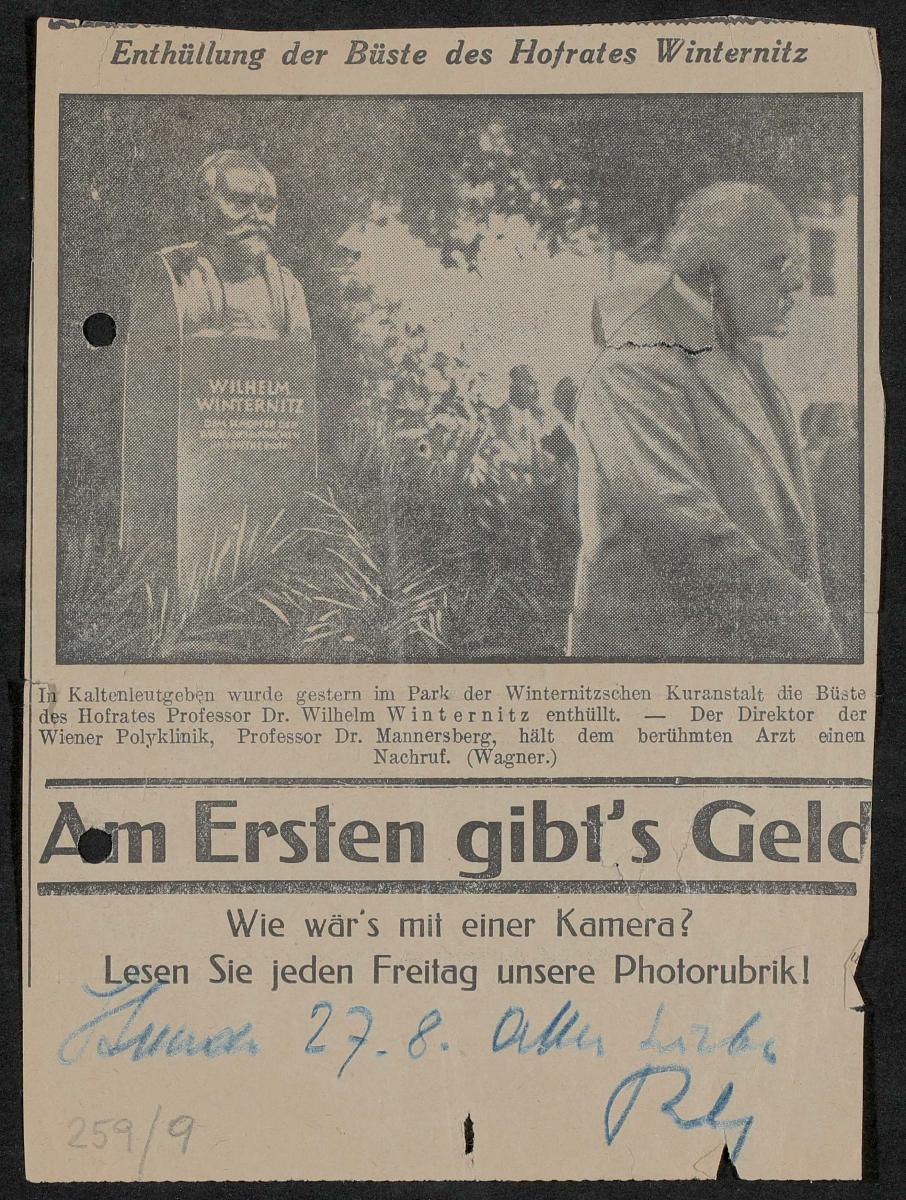 Enthüllung der Büste des Hofrates Winternitz
WILHELM
WINTERNITZ
In Kaltenleutgeben wurde gestern im Park der Winternitzschen Kuranstalt die Büste
des Hofrates Professor Dr. Wilhelm Winternitz enthüllt. — Der Direktor der
Wiener Polyklinik, Professor Dr. Mannersberg, hält dem berühmten Arzt einen
Nachruf. (Wagner.)
Am Ersten gibt's Geld
Wie wär's mit einer Kamera?
Lesen Sie jeden Freitag unsere Photorubrik!
27. 8.
259/9